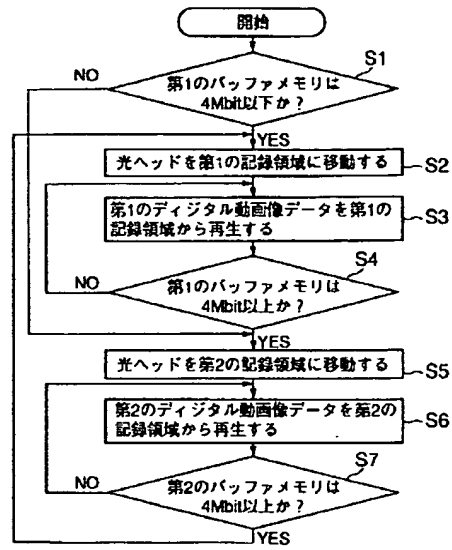 開始
S1
NO
第1のバッファメモリは
4Mbit以下か？
YES
光ヘッドを第1の記録領域に移動する
S2
第1のディジタル動画像データを第1の
記録領域から再生する
S3
S4
NO
第1のバッファメモリは
4Mbit以上か？
YES
光ヘッドを第2の記録領域に移動する
S5
第2のディジタル動画像データを第2の
記録領域から再生する
S6
S7
NO
第2のバッファメモリは
4Mbit以上か？
YES